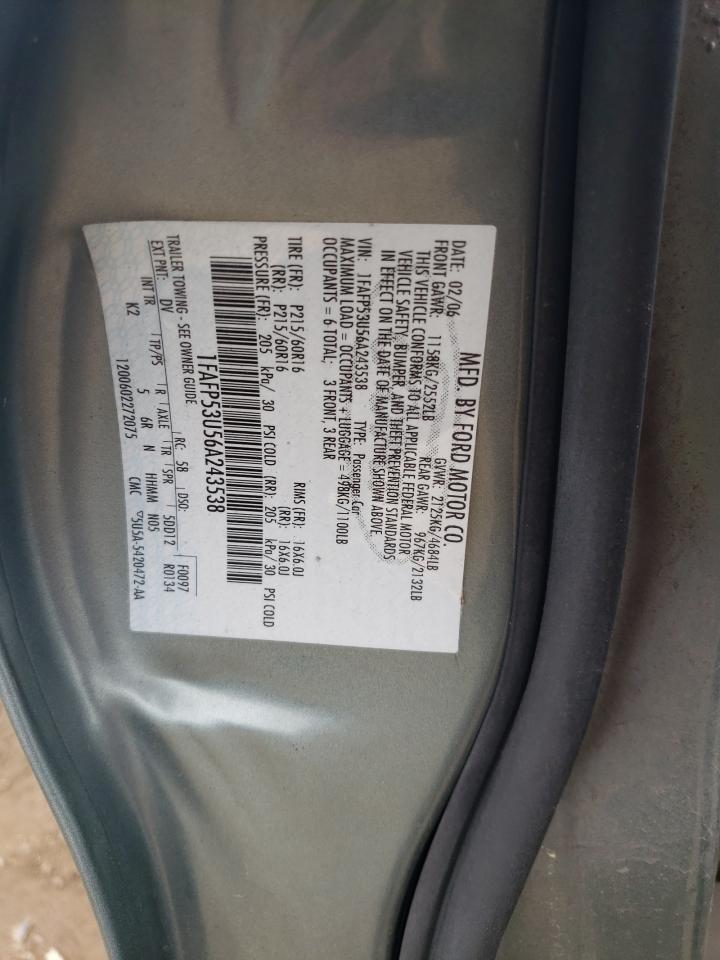 MFD. BY FORD MOTOR CO.
DATE: 02/06 GVWR: 2125KG/4684LB
FRONT GAWR: 1158KG/2552LB REAR GAWR: 967KG/2132LB
THIS VEHICLE CONFORMS TO ALL APPLICABLE FEDERAL MOTOR
VEHICLE SAFETY, BUMPER, AND THEFT PREVENTION STANDARDS
IN EFFECT ON THE DATE OF MANUFACTURE SHOWN ABOVE.
VIN: 1FAFP53U56A243538 TYPE: Passenger Car
MAXIMUM LOAD = OCCUPANTS + LUGGAGE = 498KG/1100LB
OCCUPANTS = 6 TOTAL; 3 FRONT, 3 REAR
TIRE (FR): P215/60R16 RIMS (FR): 16X6.0J
(RR): P215/60R16 (RR): 16X6.0J
PRESSURE (FR): 205 kPa/ 30 PSI COLD (RR): 205 kPa/ 30 PSI COLD
1FAFP53U56A243538
TRAILER TOWING - SEE OWNER GUIDE
EXT PNT: DV RC: 58 DSO: F0097
INT TR TP/PS R AXLE TR SPR 5DD12 R0134
K2 5 6R N HHMM N05
1200602272075 CMC ▽5U5A-5420472-AA